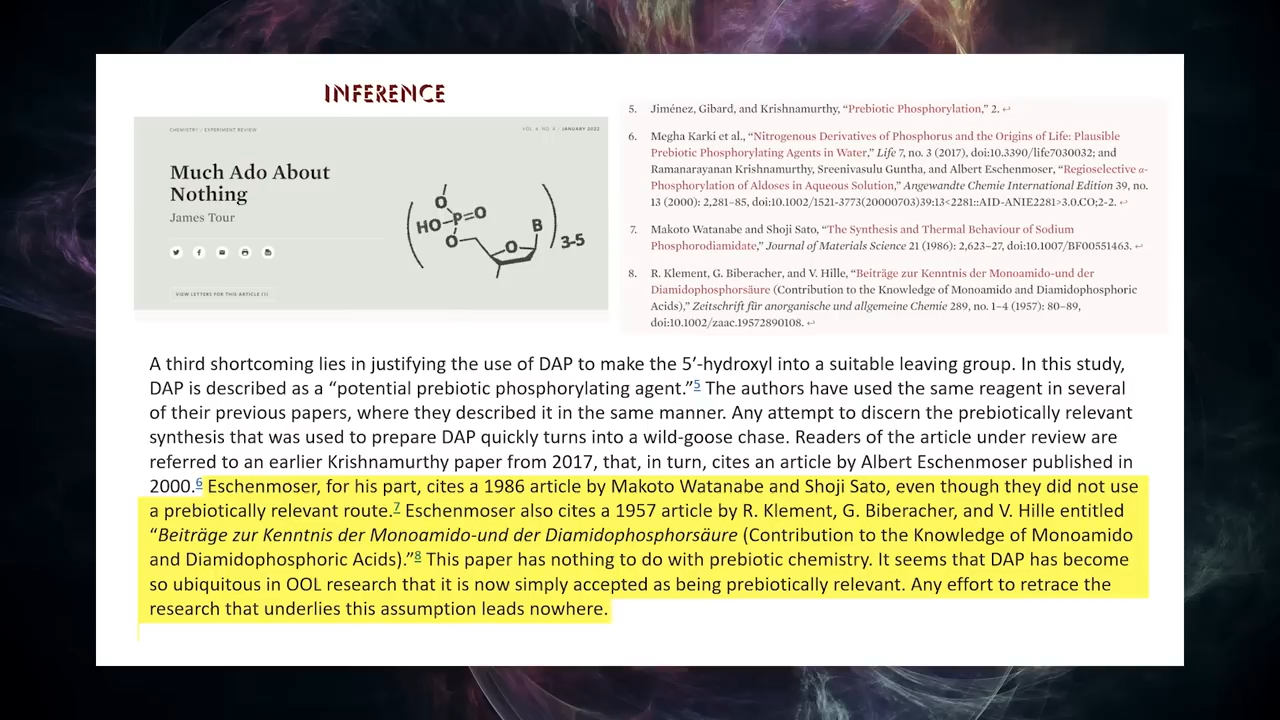 INFERENCE
CHEMISTRY / EXPERIMENT REVIEW
VOL. 6, NO. 4 / JANUARY 2022
Much Ado About
Nothing
James Tour
VIEW LETTERS FOR THIS ARTICLE (1)
O
HO P O
O
O
B
3-5
5. Jiménez, Gibard, and Krishnamurthy, “Prebiotic Phosphorylation,” 2. ↩
6. Megha Karki et al., “Nitrogenous Derivatives of Phosphorus and the Origins of Life: Plausible
Prebiotic Phosphorylating Agents in Water,” Life 7, no. 3 (2017), doi:10.3390/life7030032; and
Ramanarayanan Krishnamurthy, Sreenivasulu Guntha, and Albert Eschenmoser, “Regioselective α-
Phosphorylation of Aldoses in Aqueous Solution,” Angewandte Chemie International Edition 39, no.
13 (2000): 2,281–85, doi:10.1002/1521-3773(20000703)39:13<2281::AID-ANIE2281>3.0.CO;2-2. ↩
7. Makoto Watanabe and Shoji Sato, “The Synthesis and Thermal Behaviour of Sodium
Phosphorodiamidate,” Journal of Materials Science 21 (1986): 2,623–27, doi:10.1007/BF00551463. ↩
8. R. Klement, G. Biberacher, and V. Hille, “Beiträge zur Kenntnis der Monoamido-und der
Diamidophosphorsäure (Contribution to the Knowledge of Monoamido and Diamidophosphoric
Acids),” Zeitschrift für anorganische und allgemeine Chemie 289, no. 1–4 (1957): 80–89,
doi:10.1002/zaac.19572890108. ↩
A third shortcoming lies in justifying the use of DAP to make the 5′-hydroxyl into a suitable leaving group. In this study,
DAP is described as a “potential prebiotic phosphorylating agent.”5 The authors have used the same reagent in several
of their previous papers, where they described it in the same manner. Any attempt to discern the prebiotically relevant
synthesis that was used to prepare DAP quickly turns into a wild-goose chase. Readers of the article under review are
referred to an earlier Krishnamurthy paper from 2017, that, in turn, cites an article by Albert Eschenmoser published in
2000.6 Eschenmoser, for his part, cites a 1986 article by Makoto Watanabe and Shoji Sato, even though they did not use
a prebiotically relevant route.7 Eschenmoser also cites a 1957 article by R. Klement, G. Biberacher, and V. Hille entitled
“Beiträge zur Kenntnis der Monoamido-und der Diamidophosphorsäure (Contribution to the Knowledge of Monoamido
and Diamidophosphoric Acids).”8 This paper has nothing to do with prebiotic chemistry. It seems that DAP has become
so ubiquitous in OOL research that it is now simply accepted as being prebiotically relevant. Any effort to retrace the
research that underlies this assumption leads nowhere.